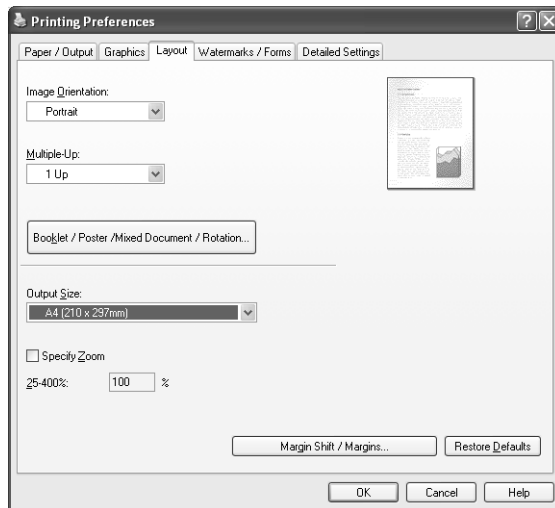 Printing Preferences
Paper / Output Graphics Layout Watermarks / Forms Detailed Settings
Image Orientation:
Portrait
Multiple-Up:
1 Up
Booklet / Poster /Mixed Document / Rotation...
Output Size:
A4 (210 x 297mm)
Specify Zoom
25-400%: 100 %
Margin Shift / Margins... Restore Defaults
OK Cancel Help